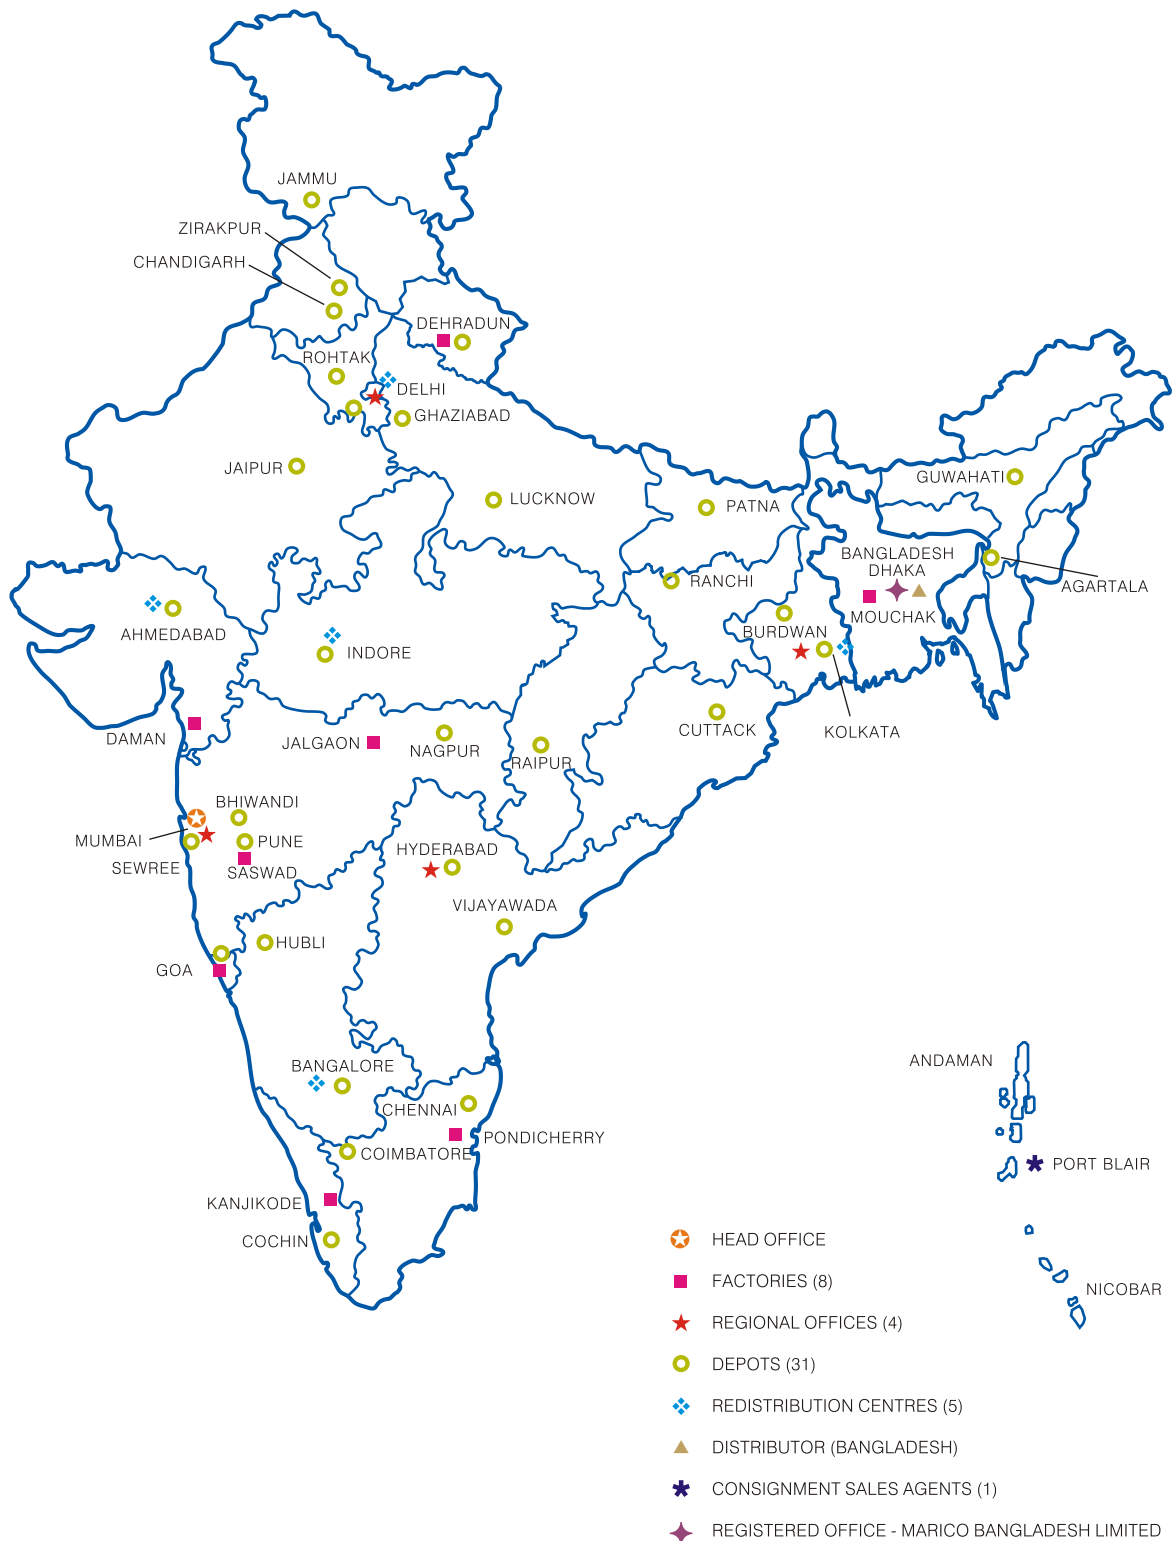 JAMMU
ZIRAKPUR
CHANDIGARH
DEHRADUN
ROHTAK
DELHI
GHAZIABAD
JAIPUR
LUCKNOW
PATNA
GUWAHATI
BANGLADESH
DHAKA
RANCHI
AGARTALA
MOUCHAK
AHMEDABAD
BURDWAN
INDORE
CUTTACK
KOLKATA
DAMAN
JALGAON
NAGPUR
RAIPUR
BHIWANDI
MUMBAI
PUNE
HYDERABAD
SEWREE
SASWAD
VIJAYAWADA
HUBLI
GOA
ANDAMAN
BANGALORE
CHENNAI
PONDICHERRY
COIMBATORE
PORT BLAIR
KANJIKODE
COCHIN
HEAD OFFICE
FACTORIES (8)
NICOBAR
REGIONAL OFFICES (4)
DEPOTS (31)
REDISTRIBUTION CENTRES (5)
DISTRIBUTOR (BANGLADESH)
CONSIGNMENT SALES AGENTS (1)
REGISTERED OFFICE - MARICO BANGLADESH LIMITED